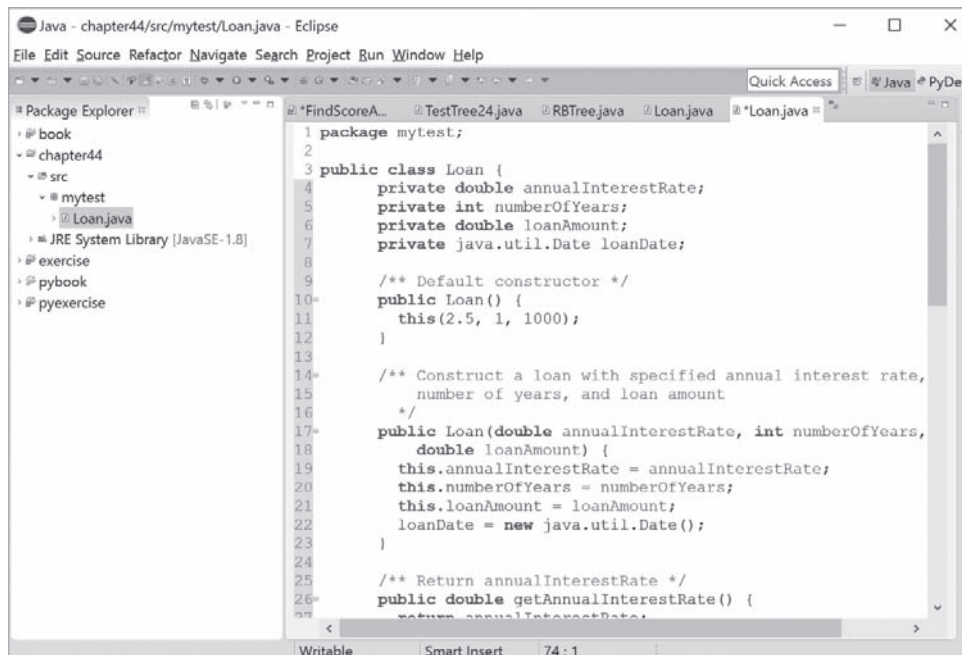 Java - chapter44/src/mytest/Loan.java - Eclipse
File Edit Source Refactor Navigate Search Project Run Window Help
Quick Access
Java
PyDe
Package Explorer
book
chapter44
src
mytest
Loan.java
JRE System Library [JavaSE-1.8]
exercise
pybook
pyexercise
*FindScoreA... TestTree24.java RBTree.java Loan.java *Loan.java
1 package mytest;
2
3 public class Loan {
4 private double annualInterestRate;
5 private int numberOfYears;
6 private double loanAmount;
7 private java.util.Date loanDate;
8
9 /** Default constructor */
10 public Loan() {
11 this(2.5, 1, 1000);
12 }
13
14 /** Construct a loan with specified annual interest rate,
15 number of years, and loan amount
16 */
17 public Loan(double annualInterestRate, int numberOfYears,
18 double loanAmount) {
19 this.annualInterestRate = annualInterestRate;
20 this.numberOfYears = numberOfYears;
21 this.loanAmount = loanAmount;
22 loanDate = new java.util.Date();
23 }
24
25 /** Return annualInterestRate */
26 public double getAnnualInterestRate() {
27 return annualInterestRate;
Writable Smart Insert 74 : 1